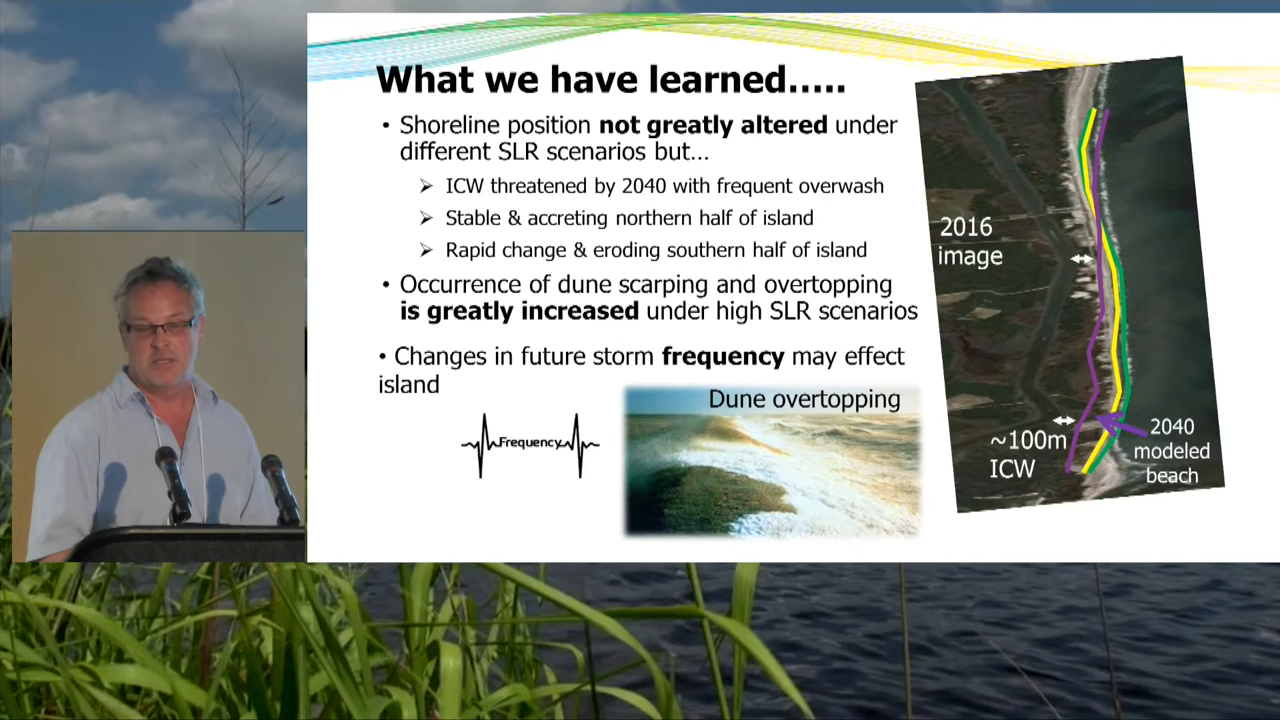 What we have learned.....
• Shoreline position not greatly altered under
different SLR scenarios but...
➢ ICW threatened by 2040 with frequent overwash
➢ Stable & accreting northern half of island
➢ Rapid change & eroding southern half of island
• Occurrence of dune scarping and overtopping
is greatly increased under high SLR scenarios
• Changes in future storm frequency may effect
island
Frequency
Dune overtopping
2016
image
~100m
ICW
2040
modeled
beach